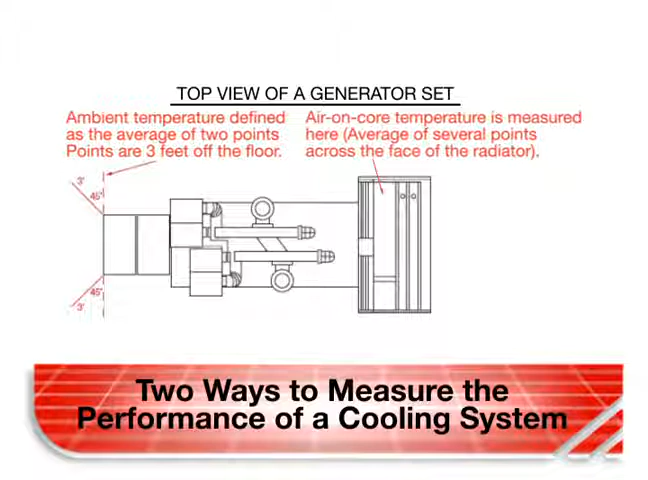 TOP VIEW OF A GENERATOR SET
Ambient temperature defined
as the average of two points
Points are 3 feet off the floor.
Air-on-core temperature is measured
here (Average of several points
across the face of the radiator).
3'
45°
45°
3'
Two Ways to Measure the
Performance of a Cooling System